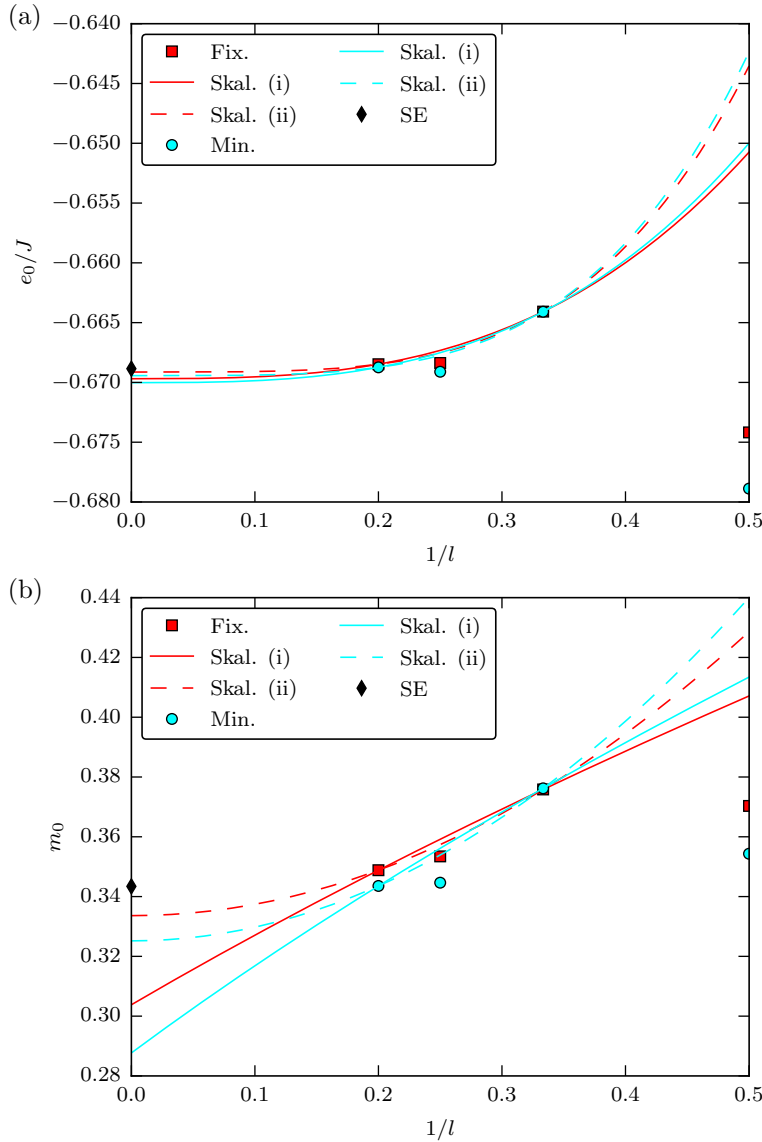 (a)
−0.640
−0.645
−0.650
−0.655
−0.660
−0.665
−0.670
−0.675
−0.680
e₀/J
Fix.
Skal. (i)
Skal. (ii)
Min.
Skal. (i)
Skal. (ii)
SE
0.0 0.1 0.2 0.3 0.4 0.5
1/l
(b)
0.44
0.42
0.40
0.38
0.36
0.34
0.32
0.30
0.28
m₀
Fix.
Skal. (i)
Skal. (ii)
Min.
Skal. (i)
Skal. (ii)
SE
0.0 0.1 0.2 0.3 0.4 0.5
1/l